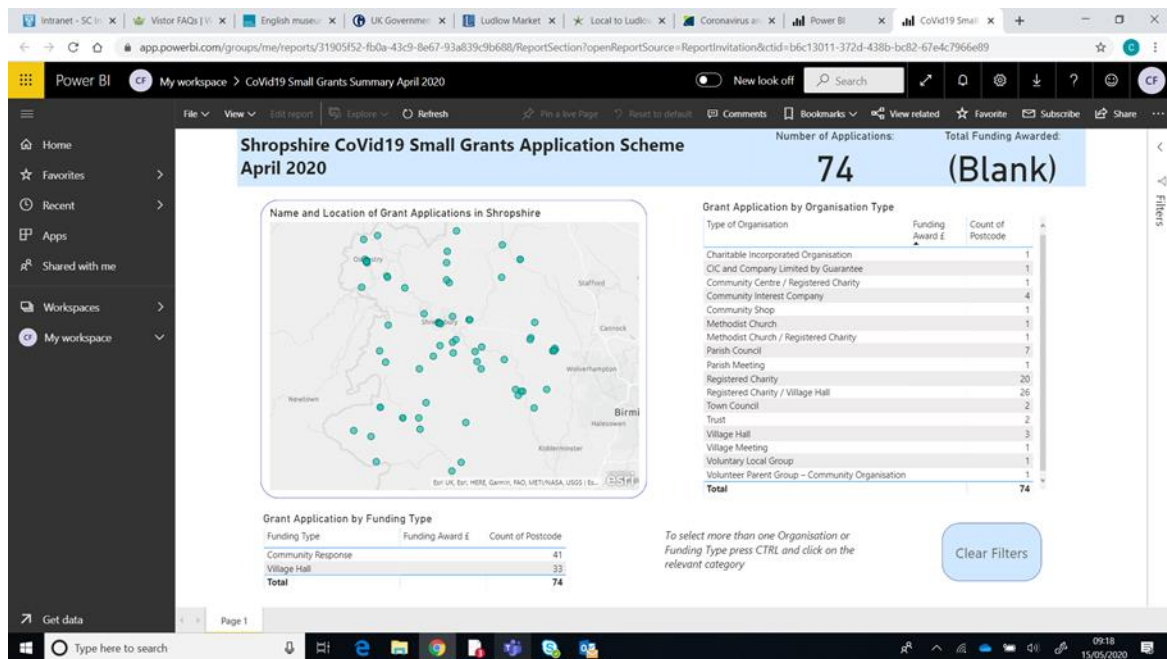 Intranet - SC In
Vistor FAQs | V
English museu
UK Governme
Ludlow Market
Local to Ludlo
Coronavirus an
Power BI
CoVid19 Small
app.powerbi.com/groups/me/reports/31905f52-fb0a-43c9-8e67-93a839c9b688/ReportSection?openReportSource=ReportInvitation&ctid=b6c13011-372d-438b-bc82-67e4c7966e89
C
Power BI CF My workspace > CoVid19 Small Grants Summary April 2020
New look off
Search
CF
File View Edit report Explore Refresh Pin a live Page Reset to default Comments Bookmarks View related Favorite Subscribe Share
Home
Favorites
Recent
Apps
Shared with me
Workspaces
CF My workspace
Get data
Shropshire CoVid19 Small Grants Application Scheme
April 2020
Number of Applications:
74
Total Funding Awarded:
(Blank)
Filters
Name and Location of Grant Applications in Shropshire
Oswestry
Stafford
Shrewsbury
Cannock
Wolverhampton
Newtown
Birmi
Halesowen
Kidderminster
Esri UK, Esri, HERE, Garmin, FAO, METI/NASA, USGS | Es...
esri
Grant Application by Organisation Type
Type of Organisation Funding Award £ Count of Postcode
Charitable Incorporated Organisation 1
CIC and Company Limited by Guarantee 1
Community Centre / Registered Charity 1
Community Interest Company 4
Community Shop 1
Methodist Church 1
Methodist Church / Registered Charity 1
Parish Council 7
Parish Meeting 1
Registered Charity 20
Registered Charity / Village Hall 26
Town Council 2
Trust 2
Village Hall 3
Village Meeting 1
Voluntary Local Group 1
Volunteer Parent Group – Community Organisation 1
Total 74
Grant Application by Funding Type
Funding Type Funding Award £ Count of Postcode
Community Response 41
Village Hall 33
Total 74
To select more than one Organisation or
Funding Type press CTRL and click on the
relevant category
Clear Filters
Page 1
Type here to search
09:18
15/05/2020